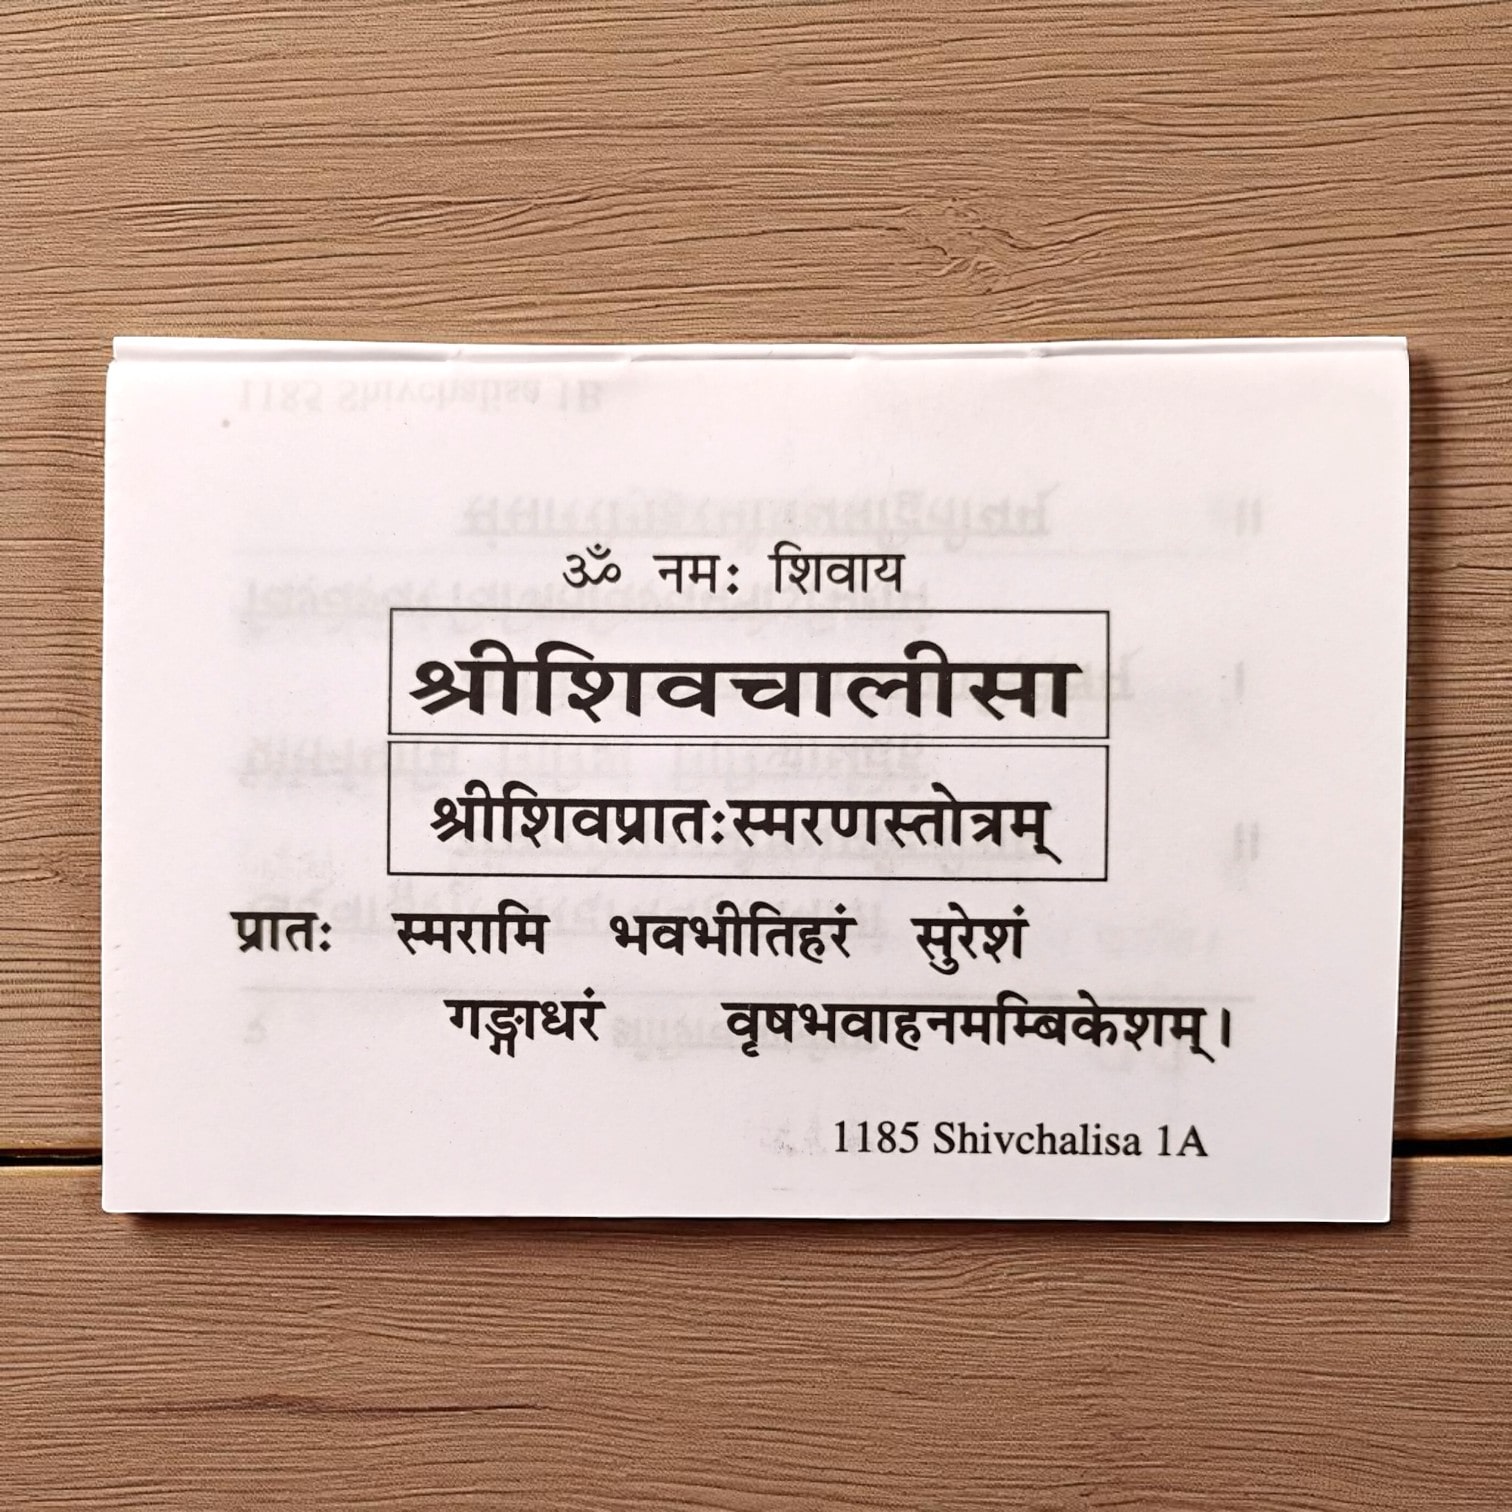 ॐ नमः शिवाय
श्रीशिवचालीसा
श्रीशिवप्रातःस्मरणस्तोत्रम्
प्रातः स्मरामि भवभीतिहरं सुरेशं
गङ्गाधरं वृषभवाहनमम्बिकेशम्।
1185 Shivchalisa 1A